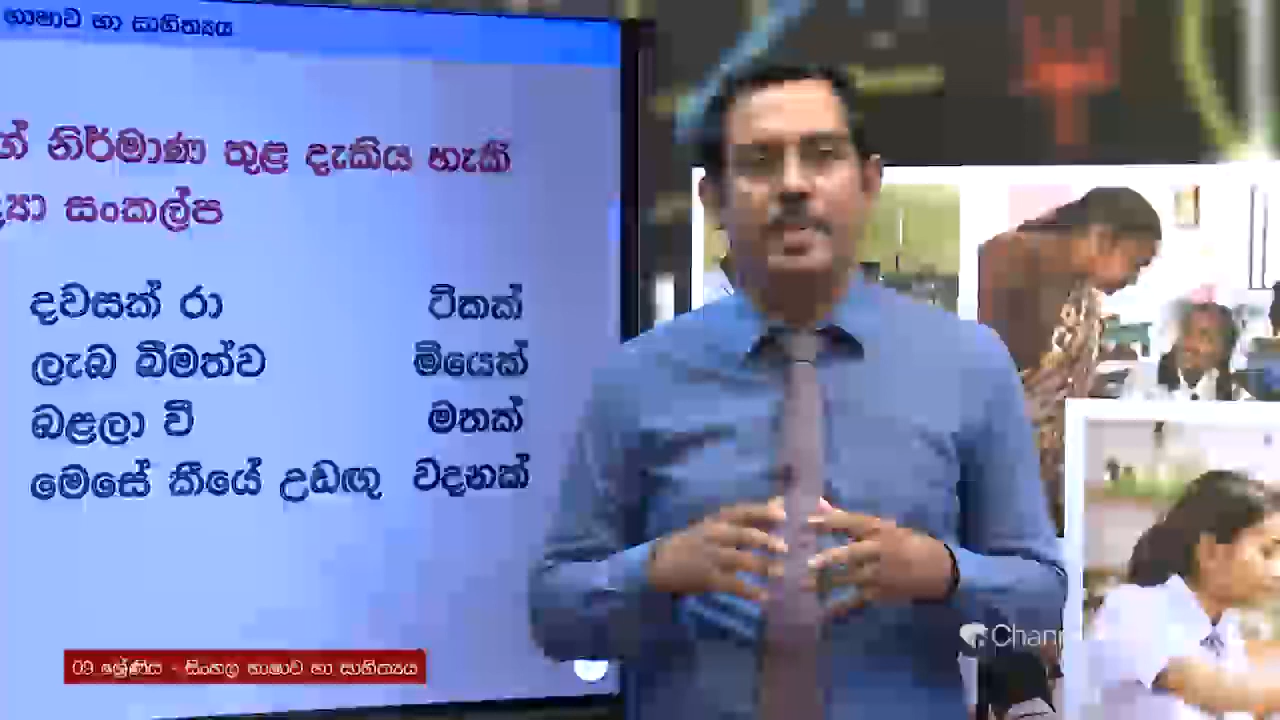 භාෂාව හා සාහිත්‍යය
නිර්මාණ තුළ දැකිය හැකි
සංකල්ප
දවසක් රා ටිකක්
ලැබ බීමත්ව මියෙක්
බළලා වී මතක්
මෙසේ කීයේ උඩඟු වදනක්
09 ශ්‍රේණිය - සිංහල භාෂාව හා සාහිත්‍යය